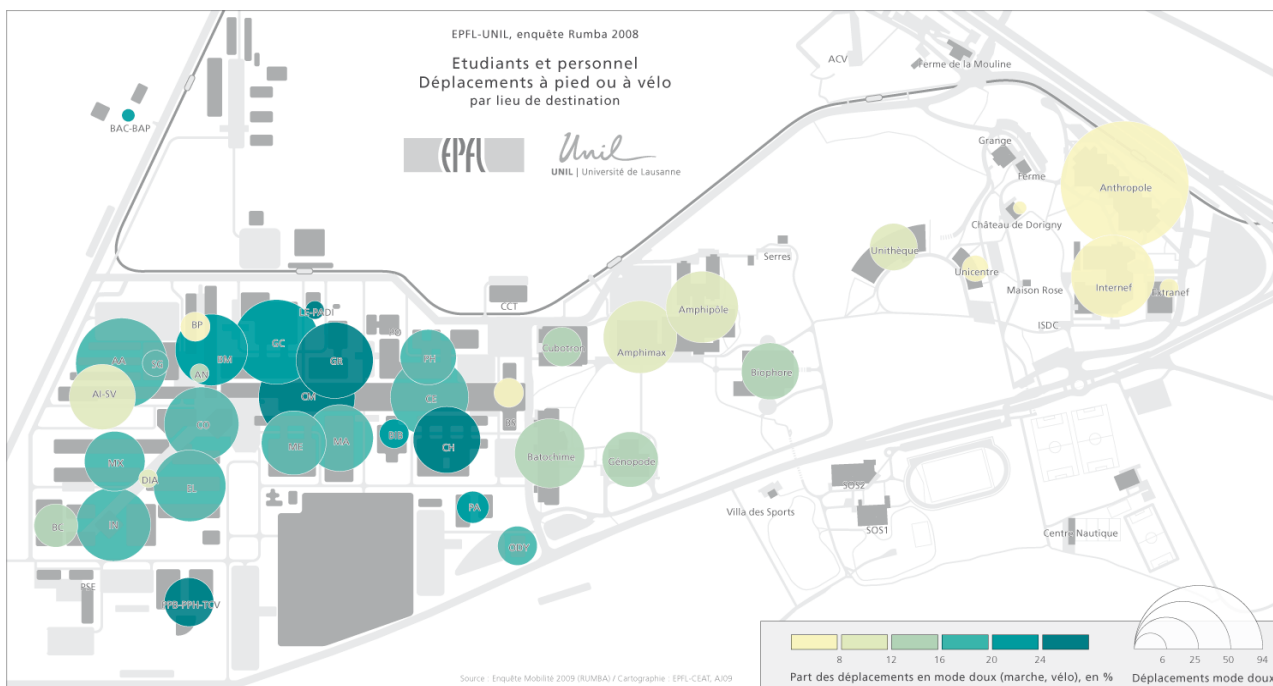 EPFL-UNIL, enquête Rumba 2008
Etudiants et personnel
Déplacements à pied ou à vélo
par lieu de destination
EPFL
Unil
UNIL | Université de Lausanne
ACV
Ferme de la Mouline
BAC-BAP
Grange
Ferme
Anthropole
Château de Dorigny
Unithèque
Serres
Unicentre
Maison Rose
Internef
Extranef
ISDC
CCT
LE-PADI
PO
BP
GC
BM
GR
PH
AA
SG
AN
Cubotron
Amphimax
Amphipôle
Biophore
AI-SV
CM
CE
BS
CO
ME
MA
BIB
CH
MX
DIA
EL
Batochime
Génopode
BC
IN
PA
ODY
SOS2
Villa des Sports
SOS1
Centre Nautique
PSE
PPB-PPH-TCV
8 12 16 20 24
Part des déplacements en mode doux (marche, vélo), en %
6 25 50 94
Déplacements mode doux
Source : Enquête Mobilité 2009 (RUMBA) / Cartographie : EPFL-CEAT, AJ09